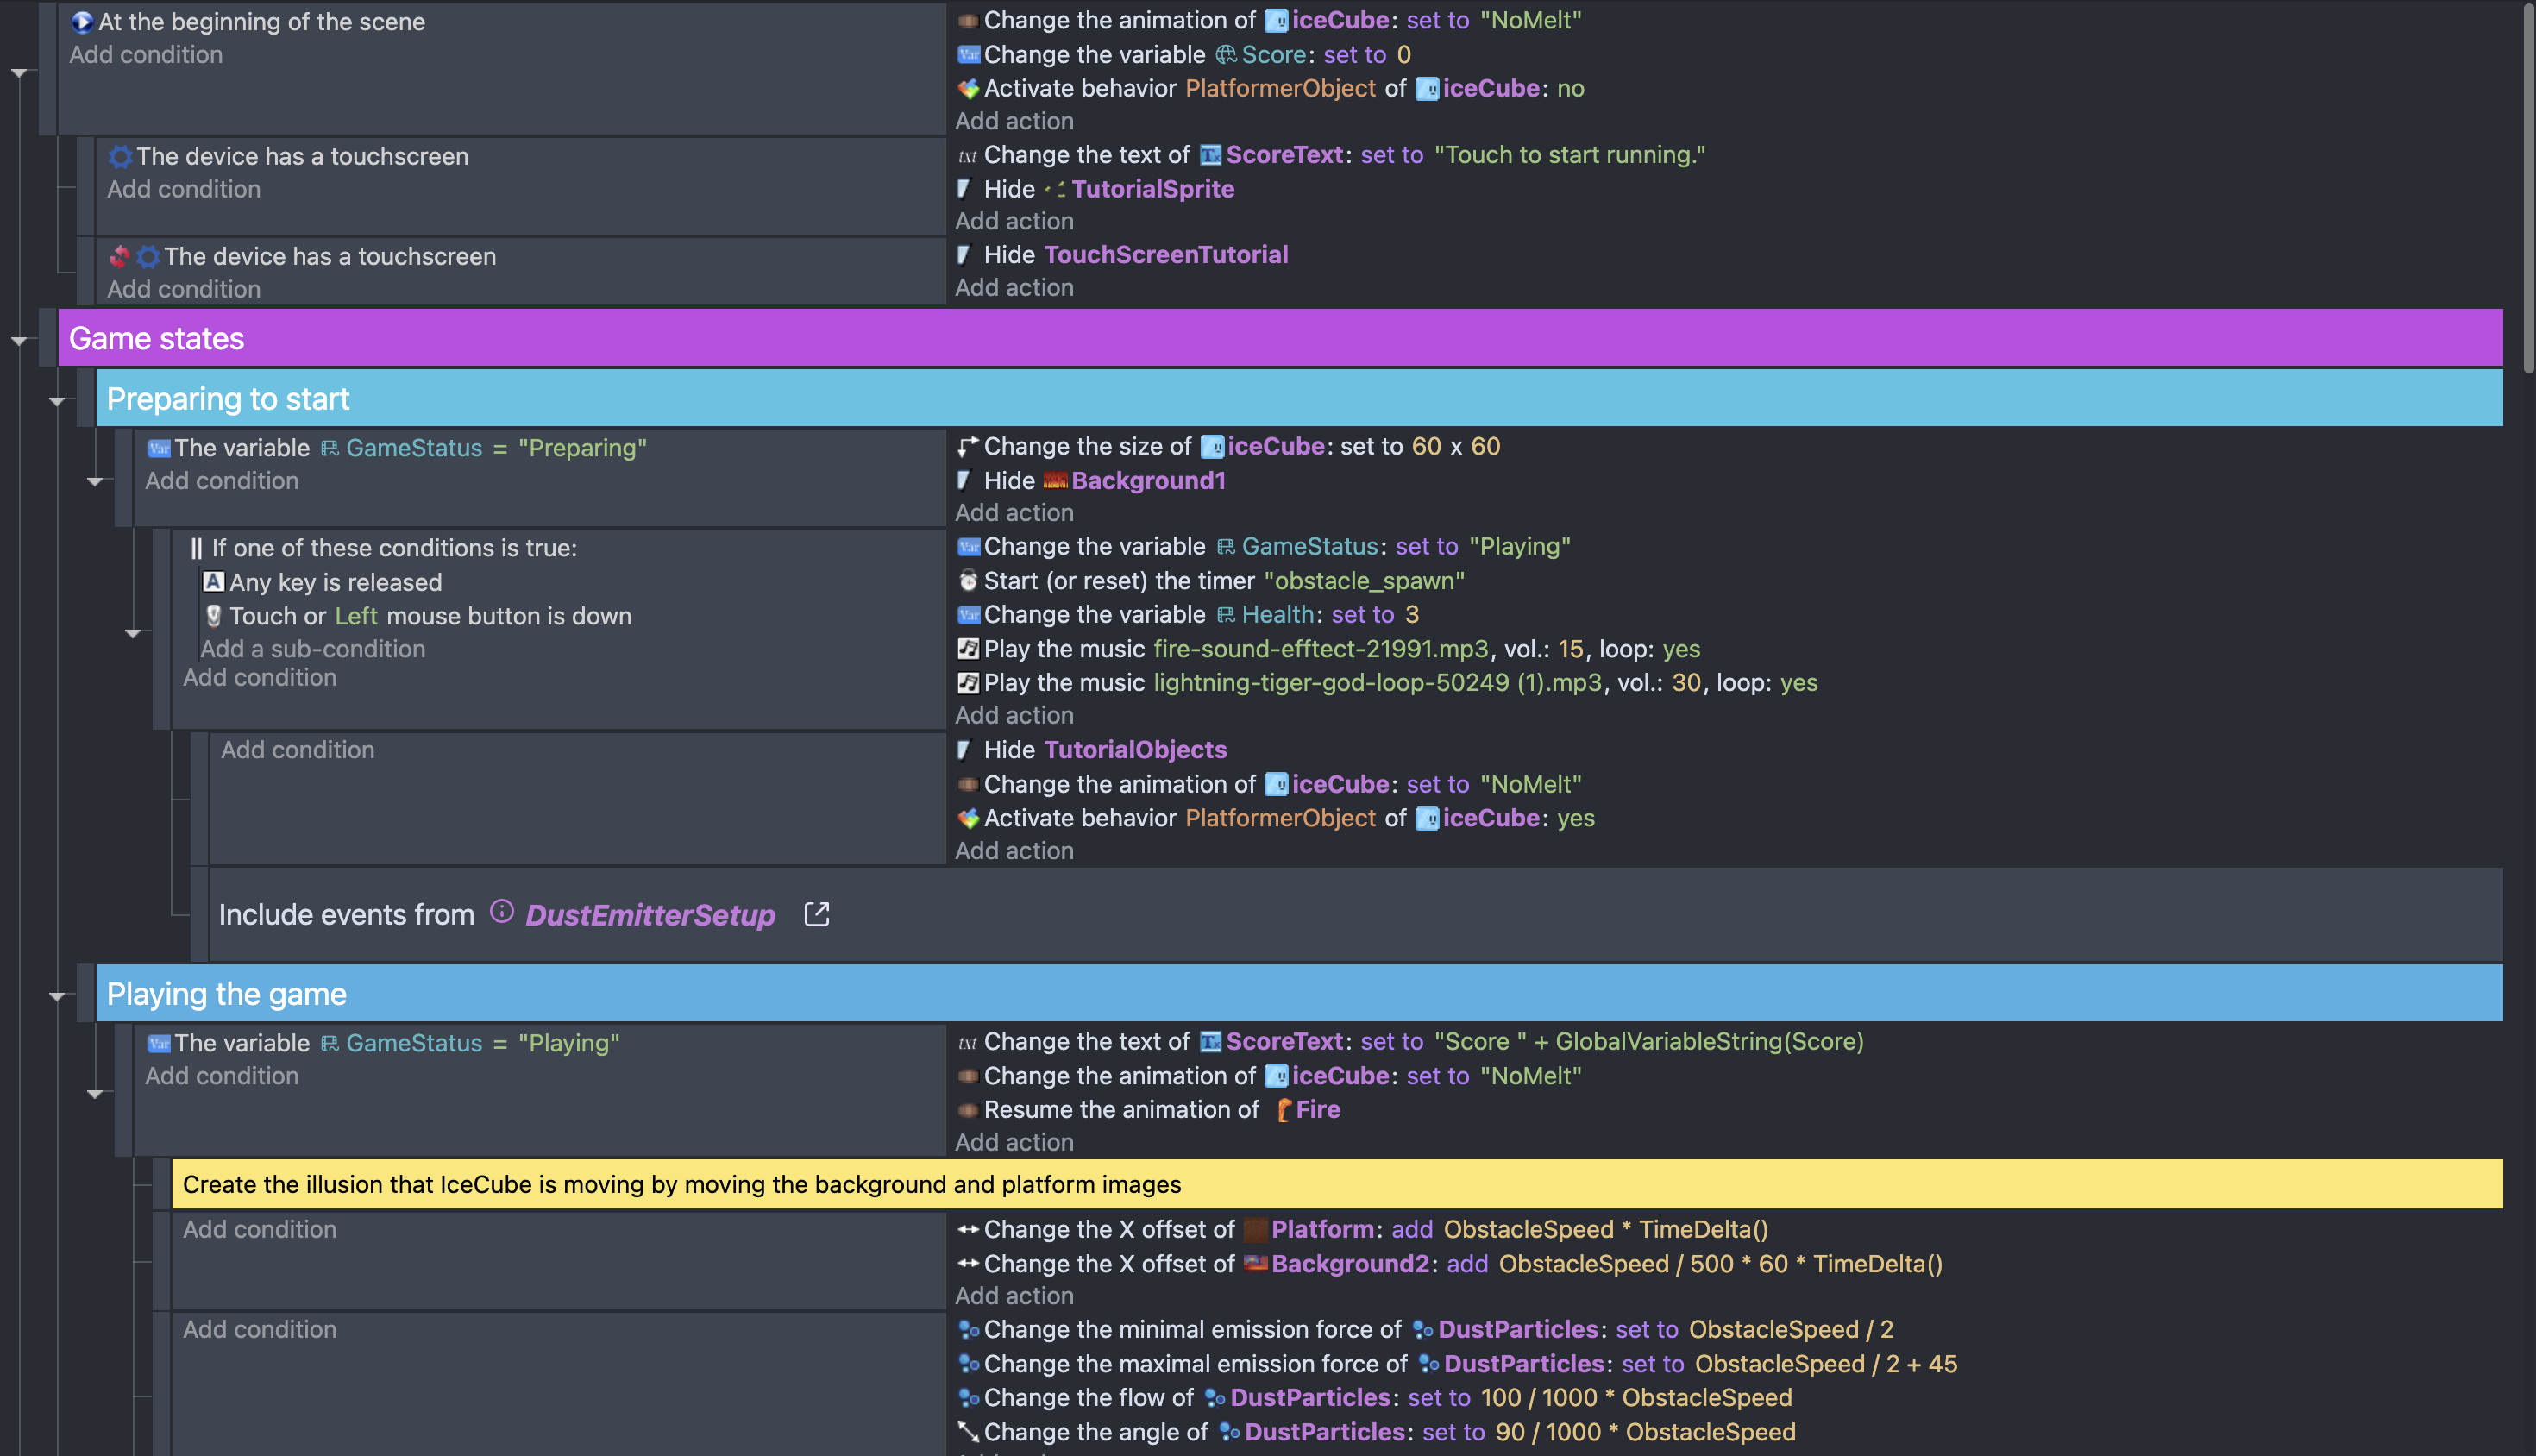 At the beginning of the scene
Add condition
Change the animation of iceCube: set to "NoMelt"
Change the variable Score: set to 0
Activate behavior PlatformerObject of iceCube: no
Add action
The device has a touchscreen
Add condition
txt Change the text of ScoreText: set to "Touch to start running."
Hide TutorialSprite
Add action
The device has a touchscreen
Add condition
Hide TouchScreenTutorial
Add action
Game states
Preparing to start
Var The variable GameStatus = "Preparing"
Add condition
Change the size of iceCube: set to 60 x 60
Hide Background1
Add action
If one of these conditions is true:
Any key is released
Touch or Left mouse button is down
Add a sub-condition
Add condition
Var Change the variable GameStatus: set to "Playing"
Start (or reset) the timer "obstacle_spawn"
Var Change the variable Health: set to 3
Play the music fire-sound-efftect-21991.mp3, vol.: 15, loop: yes
Play the music lightning-tiger-god-loop-50249 (1).mp3, vol.: 30, loop: yes
Add action
Add condition
Hide TutorialObjects
Change the animation of iceCube: set to "NoMelt"
Activate behavior PlatformerObject of iceCube: yes
Add action
Include events from DustEmitterSetup
Playing the game
Var The variable GameStatus = "Playing"
Add condition
txt Change the text of ScoreText: set to "Score " + GlobalVariableString(Score)
Change the animation of iceCube: set to "NoMelt"
Resume the animation of Fire
Add action
Create the illusion that IceCube is moving by moving the background and platform images
Add condition
Change the X offset of Platform: add ObstacleSpeed * TimeDelta()
Change the X offset of Background2: add ObstacleSpeed / 500 * 60 * TimeDelta()
Add action
Add condition
Change the minimal emission force of DustParticles: set to ObstacleSpeed / 2
Change the maximal emission force of DustParticles: set to ObstacleSpeed / 2 + 45
Change the flow of DustParticles: set to 100 / 1000 * ObstacleSpeed
Change the angle of DustParticles: set to 90 / 1000 * ObstacleSpeed